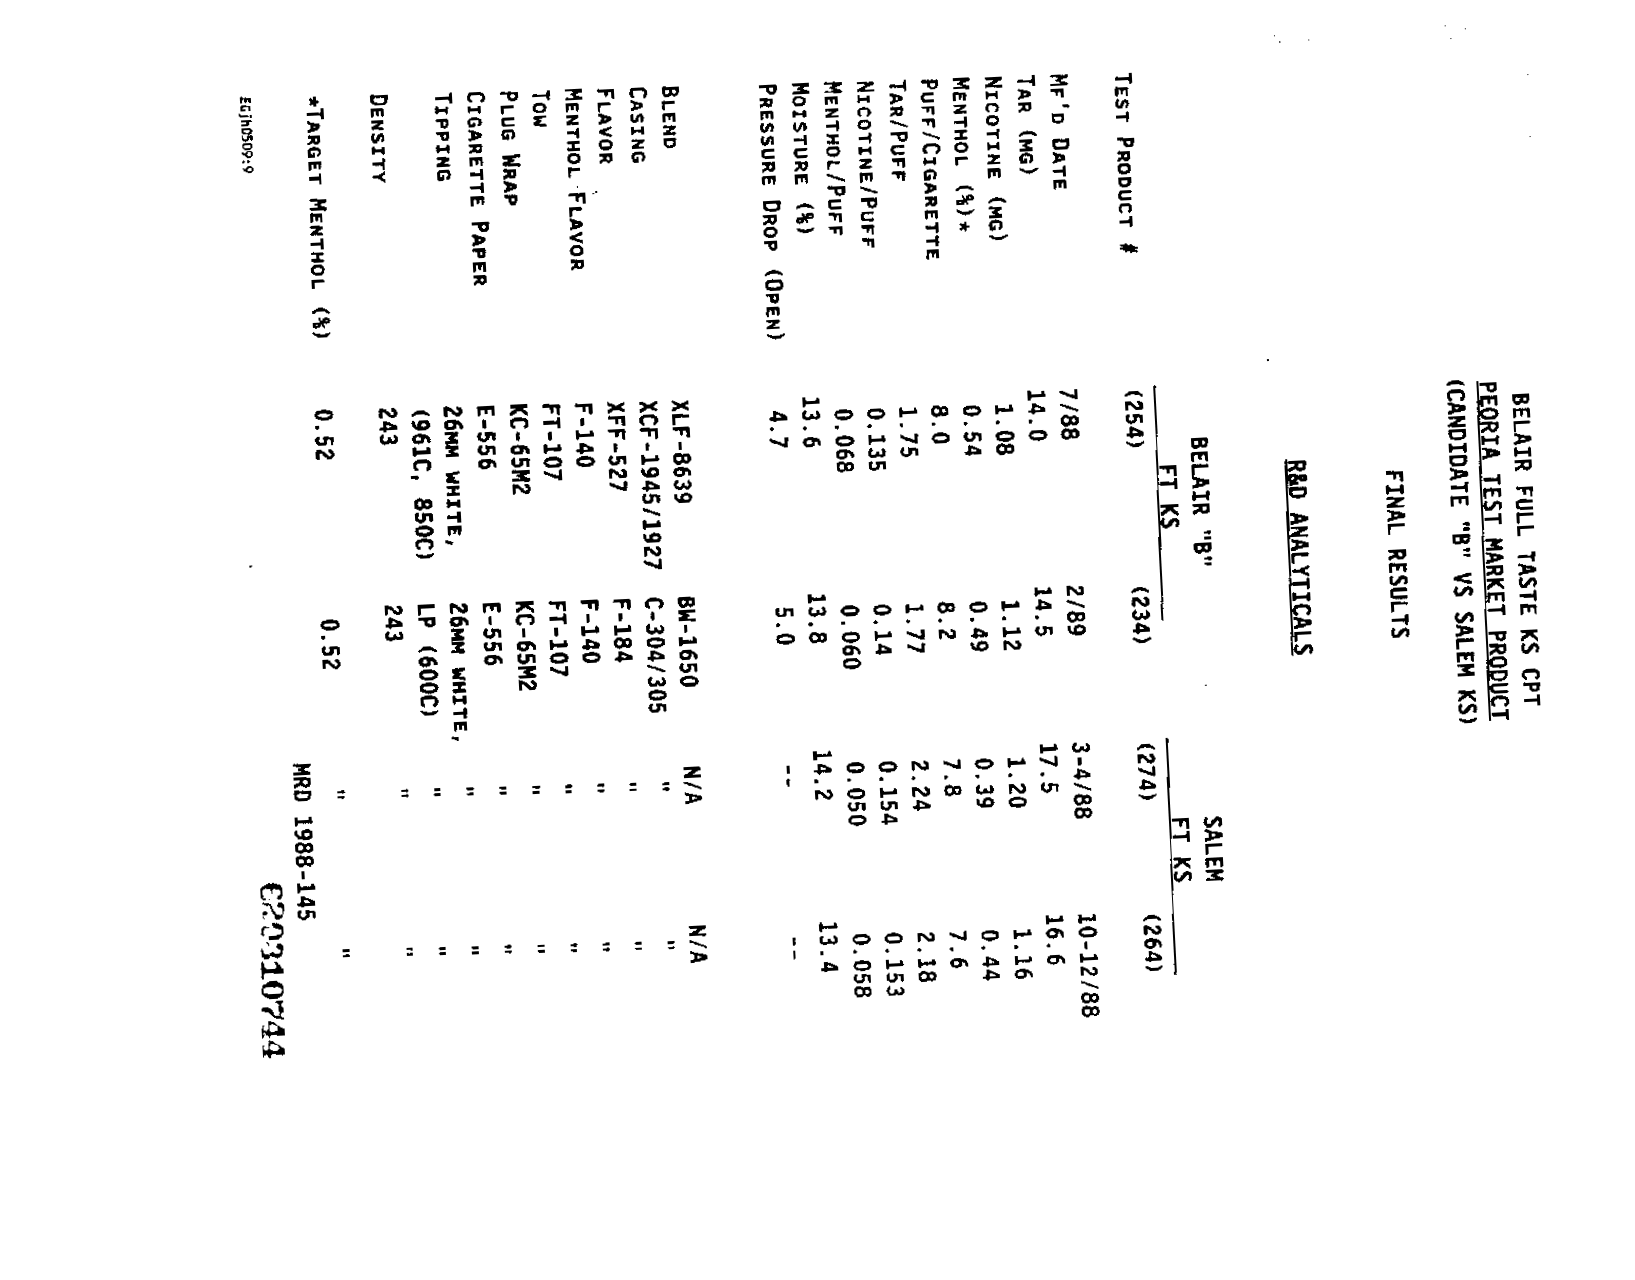 BELAIR FULL TASTE KS CPT
PEORIA TEST MARKET PRODUCT
(CANDIDATE "B" VS SALEM KS)
FINAL RESULTS
R&D ANALYTICALS
BELAIR "B" SALEM
FT KS FT KS
TEST PRODUCT # (254) (234) (274) (264)
MF'D DATE 7/88 2/89 3-4/88 10-12/88
TAR (MG) 14.0 14.5 17.5 16.6
NICOTINE (MG) 1.08 1.12 1.20 1.16
MENTHOL (%)* 0.54 0.49 0.39 0.44
PUFF/CIGARETTE 8.0 8.2 7.8 7.6
TAR/PUFF 1.75 1.77 2.24 2.18
NICOTINE/PUFF 0.135 0.14 0.154 0.153
MENTHOL/PUFF 0.068 0.060 0.050 0.058
MOISTURE (%) 13.6 13.8 14.2 13.4
PRESSURE DROP (OPEN) 4.7 5.0 -- --
BLEND XLF-8639 BW-1650 N/A N/A
CASING XCF-1945/1927 C-304/305 " "
FLAVOR XFF-527 F-184 " "
MENTHOL FLAVOR F-140 F-140 " "
TOW FT-107 FT-107 " "
PLUG WRAP KC-65M2 KC-65M2 " "
CIGARETTE PAPER E-556 E-556 " "
TIPPING 26MM WHITE, 26MM WHITE, " "
(961C, 850C) LP (600C)
DENSITY 243 243 " "
*TARGET MENTHOL (%) 0.52 0.52 " "
MRD 1988-145
EGjh0509:9
620310744